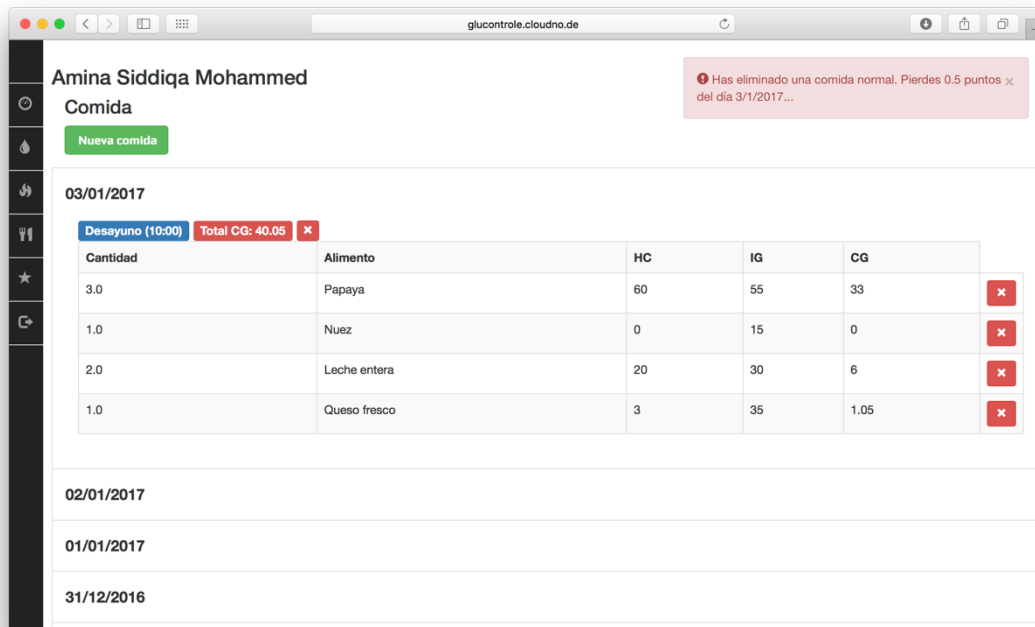 glucontrole.cloudno.de
Amina Siddiqa Mohammed
Comida
Nueva comida
Has eliminado una comida normal. Pierdes 0.5 puntos ×
del día 3/1/2017...
03/01/2017
Desayuno (10:00) Total CG: 40.05 ×
Cantidad Alimento HC IG CG
3.0 Papaya 60 55 33 ×
1.0 Nuez 0 15 0 ×
2.0 Leche entera 20 30 6 ×
1.0 Queso fresco 3 35 1.05 ×
02/01/2017
01/01/2017
31/12/2016